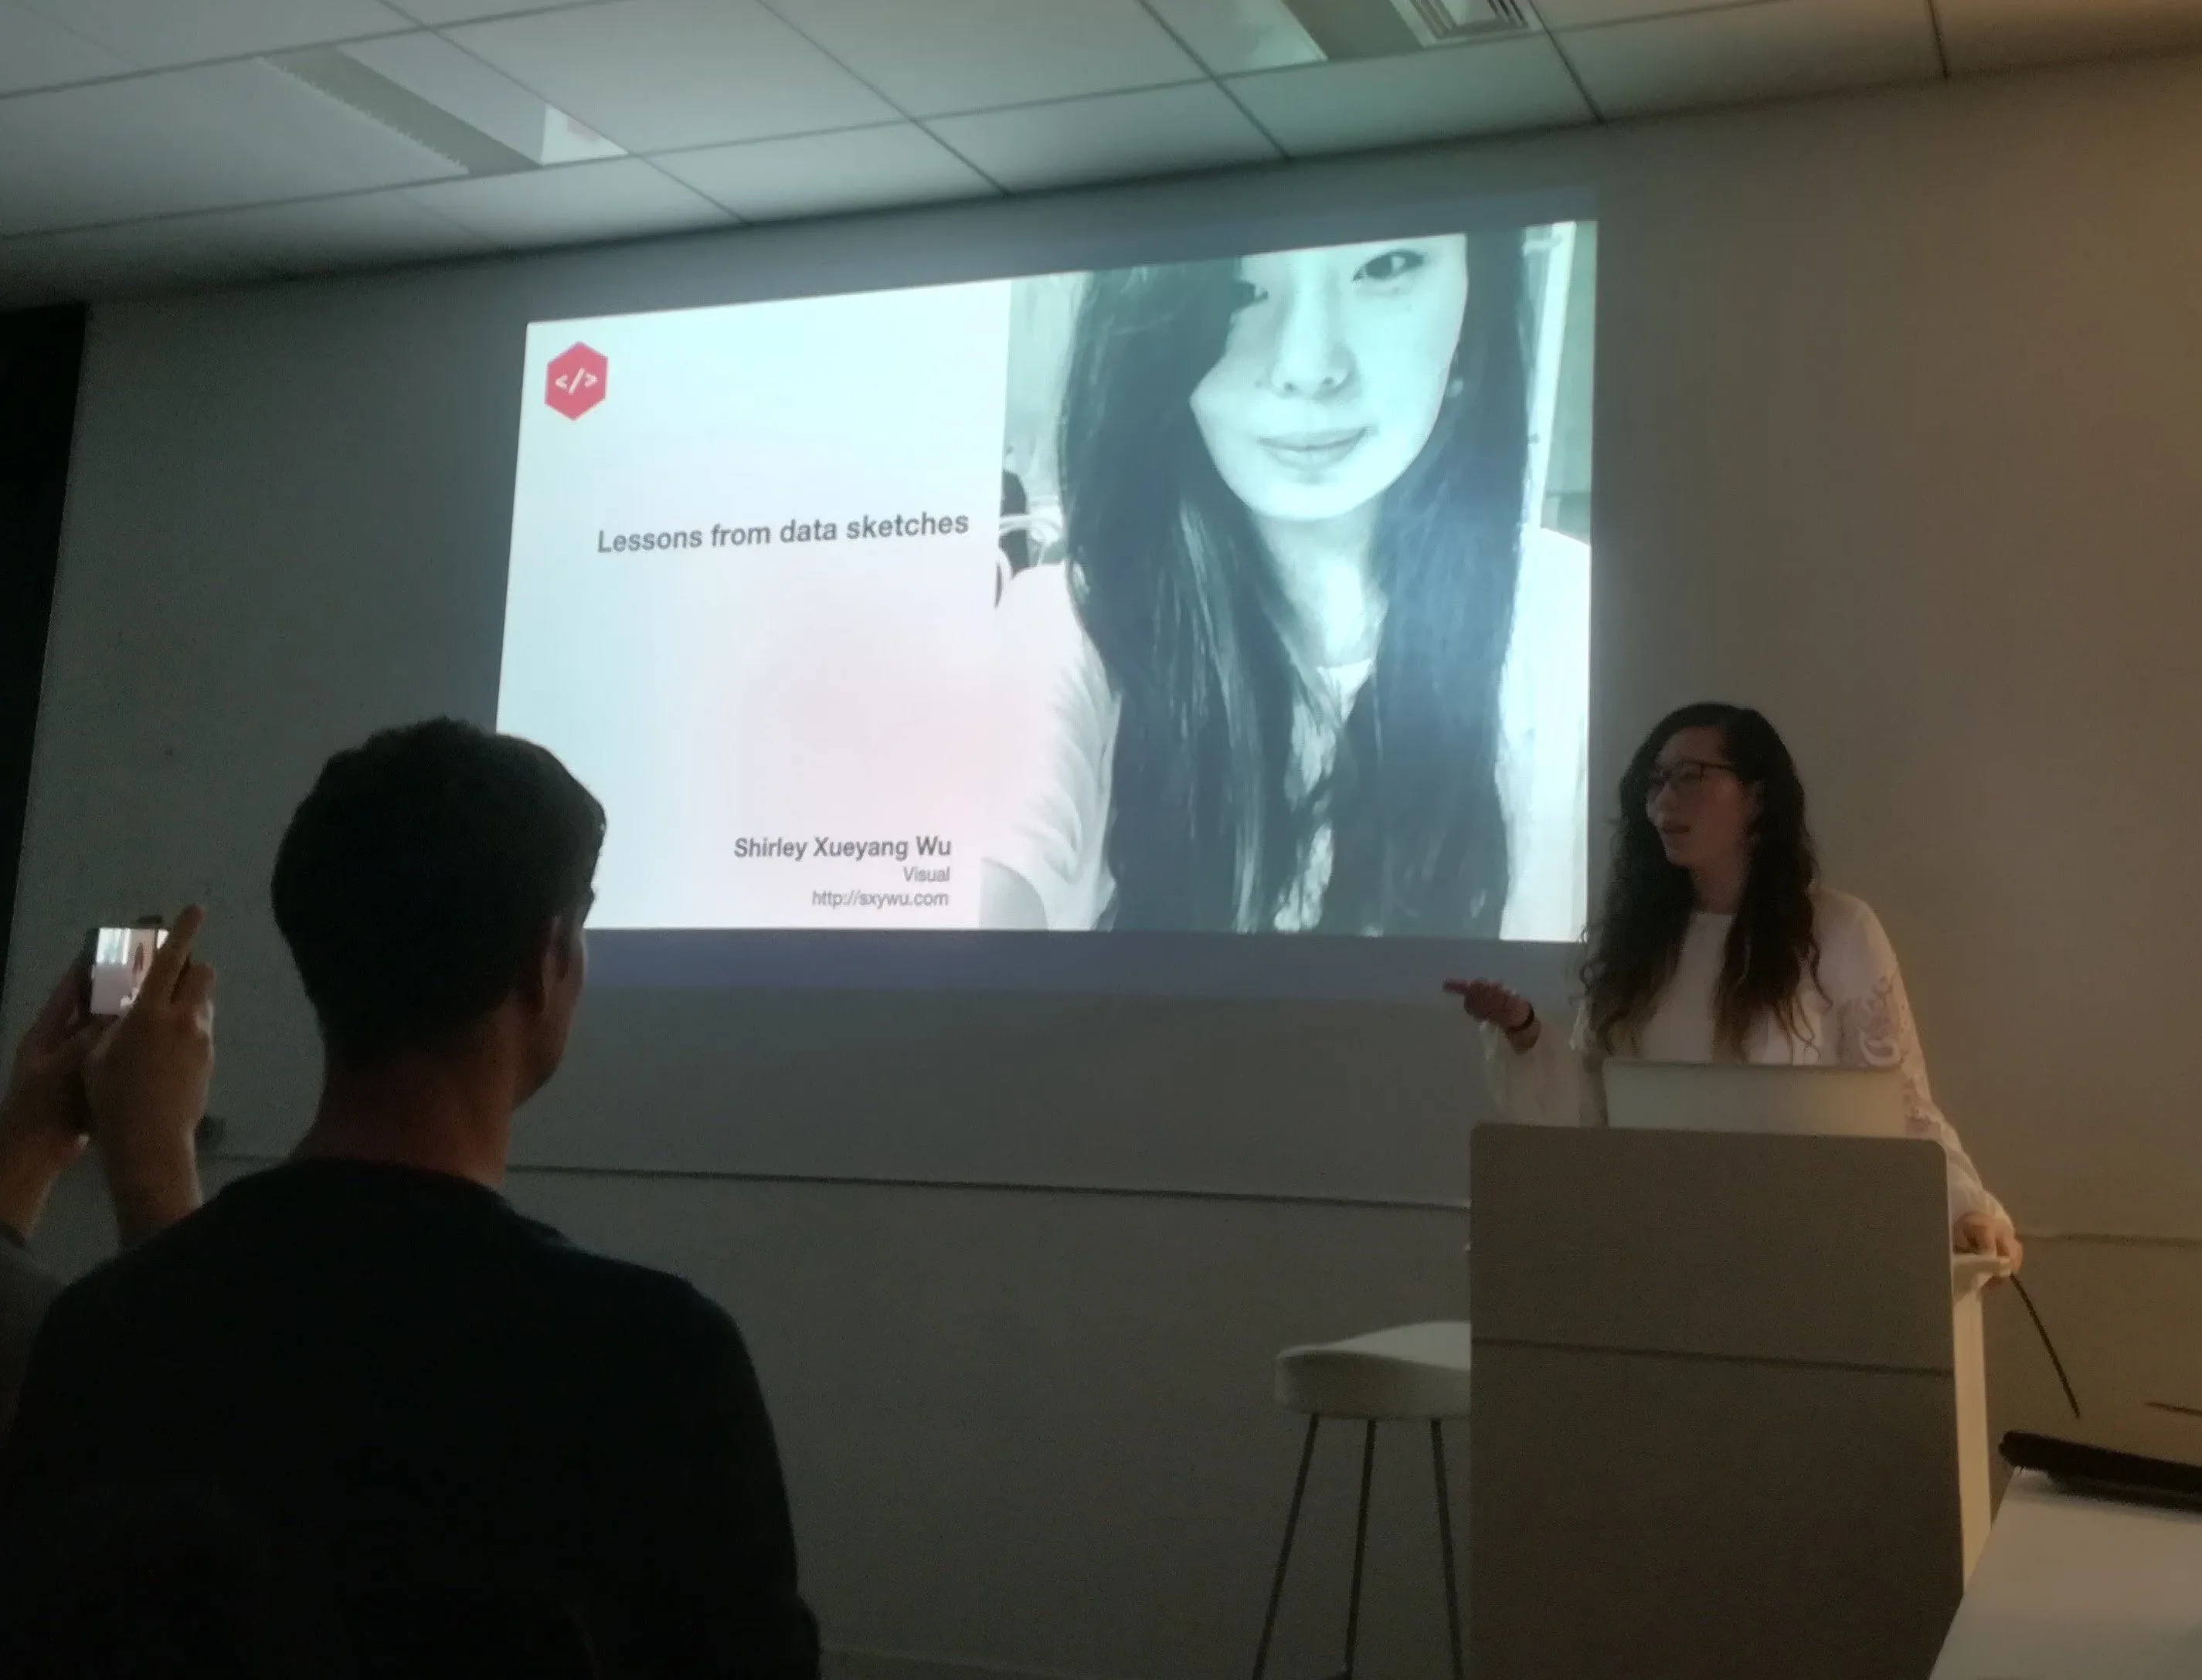 </>
Lessons from data sketches
Shirley Xueyang Wu
Visual
http://sxywu.com